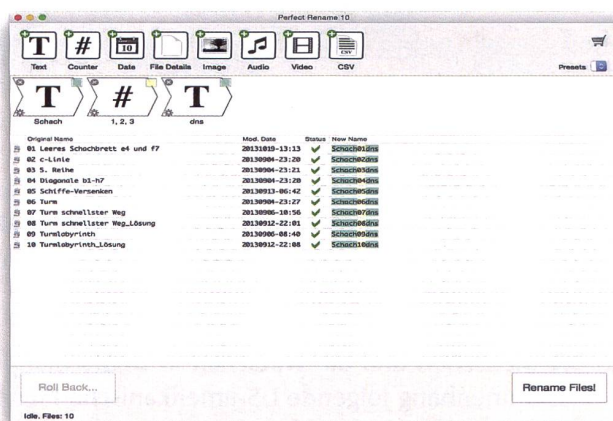 Perfect Rename 10
T # 10 CSV
Text Counter Date File Details Image Audio Video CSV Presets
T # T
Schach 1, 2, 3 dns
Original Name Mod. Date Status New Name
01 Leeres Schachbrett e4 und f7 20131019-13:13 Schach01dns
02 c-Linie 20130904-23:20 Schach02dns
03 5. Reihe 20130904-23:21 Schach03dns
04 Diagonale b1-h7 20130904-23:20 Schach04dns
05 Schiffe-Versenken 20130913-06:42 Schach05dns
06 Turm 20130904-23:27 Schach06dns
07 Turm schnellster Weg 20130906-10:56 Schach07dns
08 Turm schnellster Weg_Lösung 20130912-22:01 Schach08dns
09 Turmlabyrinth 20130906-08:40 Schach09dns
10 Turmlabyrinth_Lösung 20130912-22:08 Schach10dns
Roll Back... Rename Files!
Idle. Files: 10